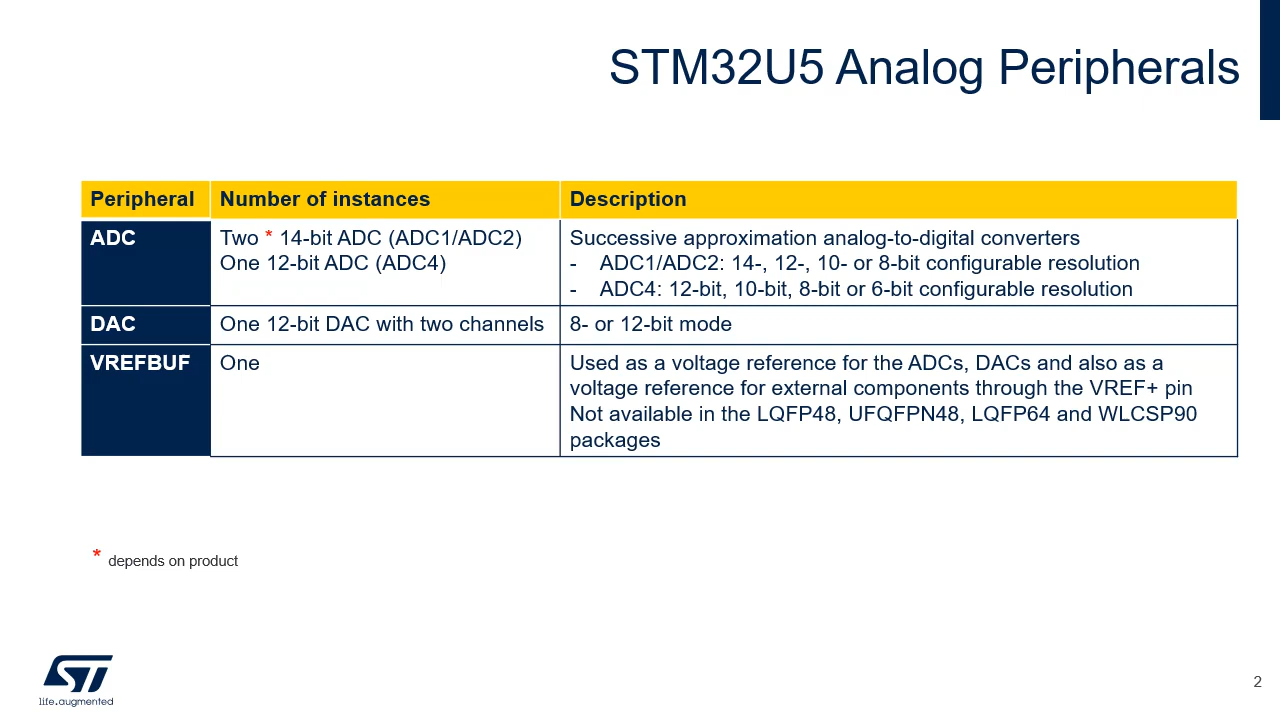 STM32U5 Analog Peripherals
Peripheral Number of instances Description
ADC
Two * 14-bit ADC (ADC1/ADC2)
One 12-bit ADC (ADC4)
Successive approximation analog-to-digital converters
- ADC1/ADC2: 14-, 12-, 10- or 8-bit configurable resolution
- ADC4: 12-bit, 10-bit, 8-bit or 6-bit configurable resolution
DAC
One 12-bit DAC with two channels
8- or 12-bit mode
VREFBUF
One
Used as a voltage reference for the ADCs, DACs and also as a
voltage reference for external components through the VREF+ pin
Not available in the LQFP48, UFQFPN48, LQFP64 and WLCSP90
packages
* depends on product
ST
life.augmented
2